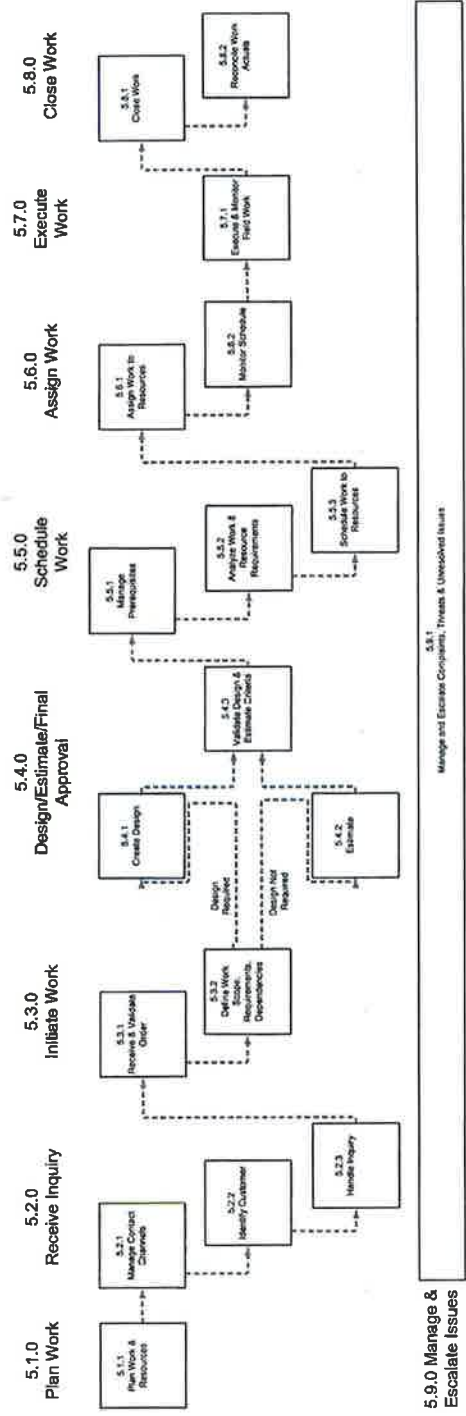 5.1.0
Plan Work
5.1.1
Plan Work &
Resources
5.2.0
Receive Inquiry
5.2.1
Manage Contact
Channels
5.2.2
Identify Customer
5.2.3
Handle Inquiry
5.3.0
Initiate Work
5.3.1
Receive & Validate
Order
5.3.2
Define Work
Scope,
Requirements,
Dependencies
Design
Required
Design Not
Required
5.4.0
Design/Estimate/Final
Approval
5.4.1
Create Design
5.4.2
Estimate
5.4.3
Validate Design &
Estimate Criteria
5.5.0
Schedule
Work
5.5.1
Manage
Prerequisites
5.5.2
Analyze Work &
Resource
Requirements
5.5.3
Schedule Work to
Resources
5.6.0
Assign Work
5.6.1
Assign Work to
Resources
5.6.2
Monitor Schedule
5.7.0
Execute
Work
5.7.1
Execute & Monitor
Field Work
5.8.0
Close Work
5.8.1
Close Work
5.8.2
Reconcile Work
Actuals
5.9.0 Manage &
Escalate Issues
5.9.1
Manage and Escalate Complaints, Threats & Unresolved Issues